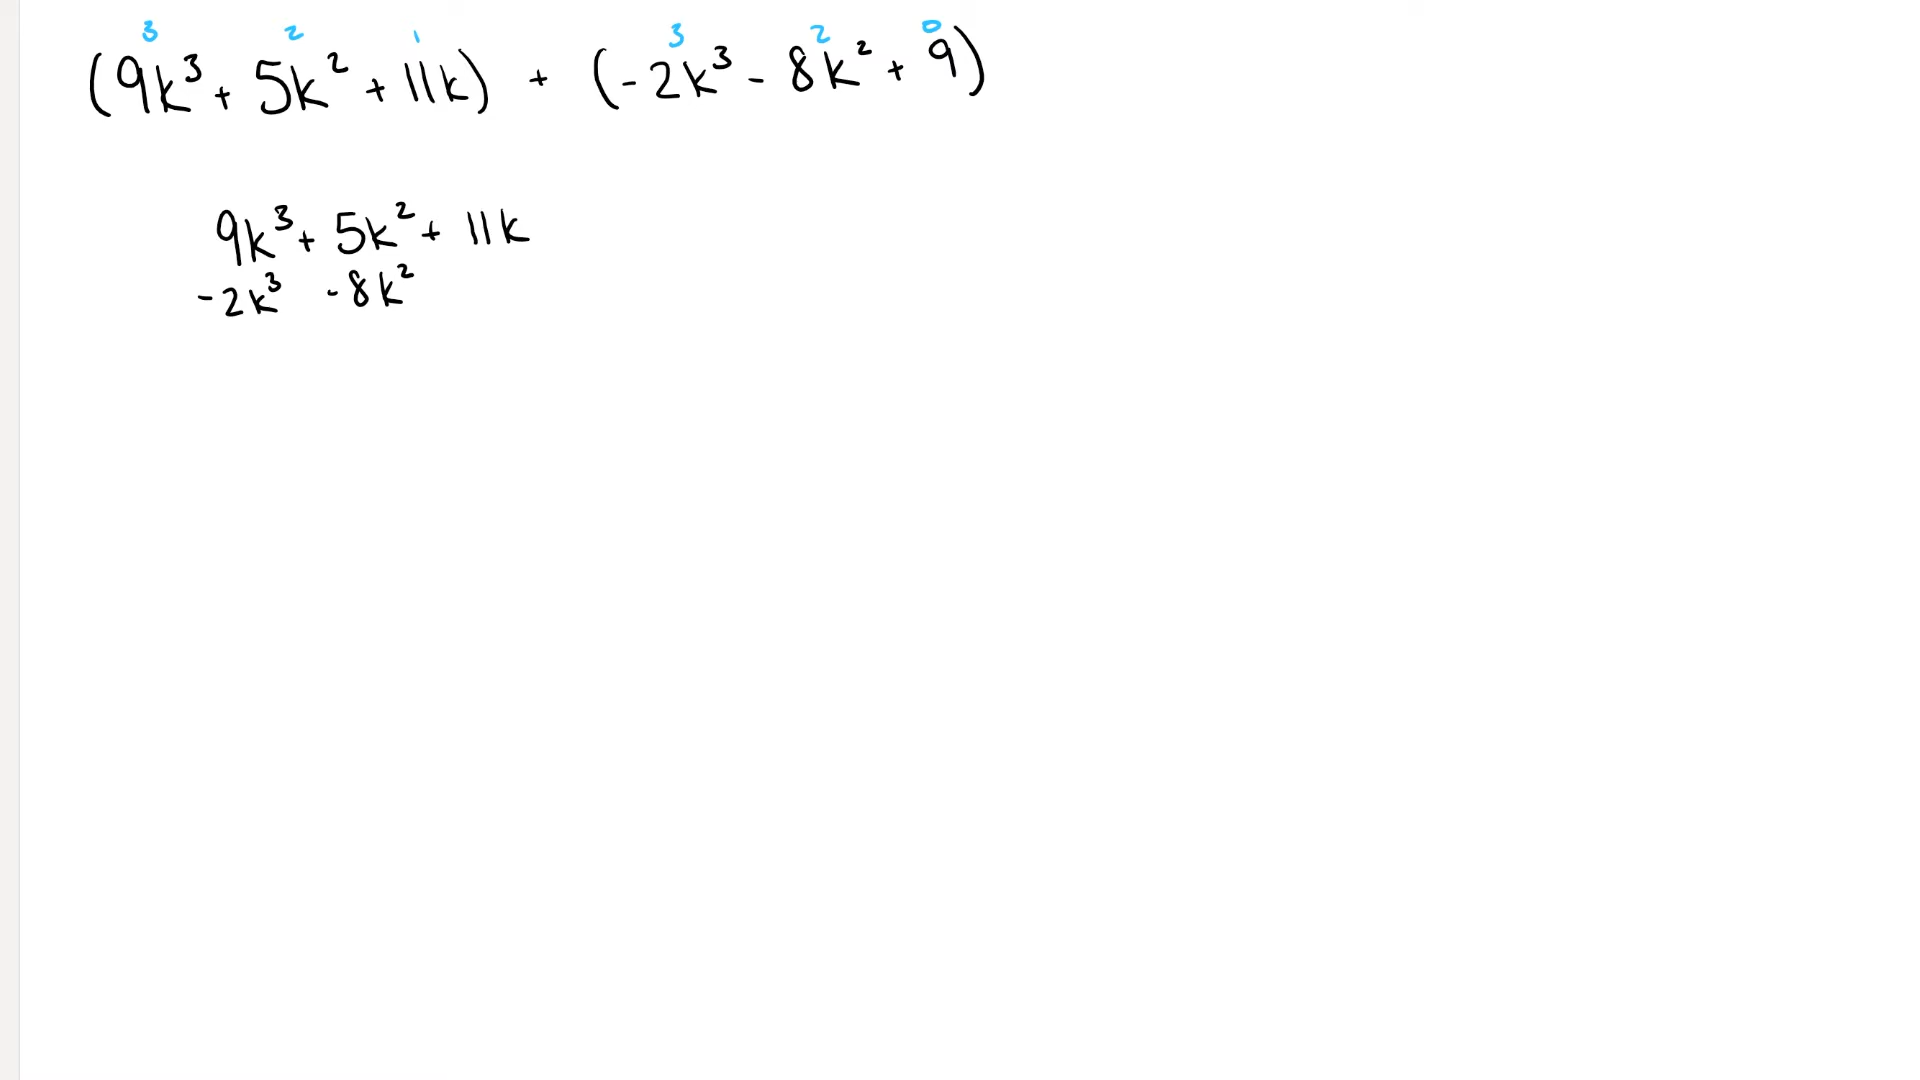 3 2 1 3 2 0
(9k³ + 5k² + 11k) + (-2k³ - 8k² + 9)
9k³ + 5k² + 11k
-2k³ -8k²